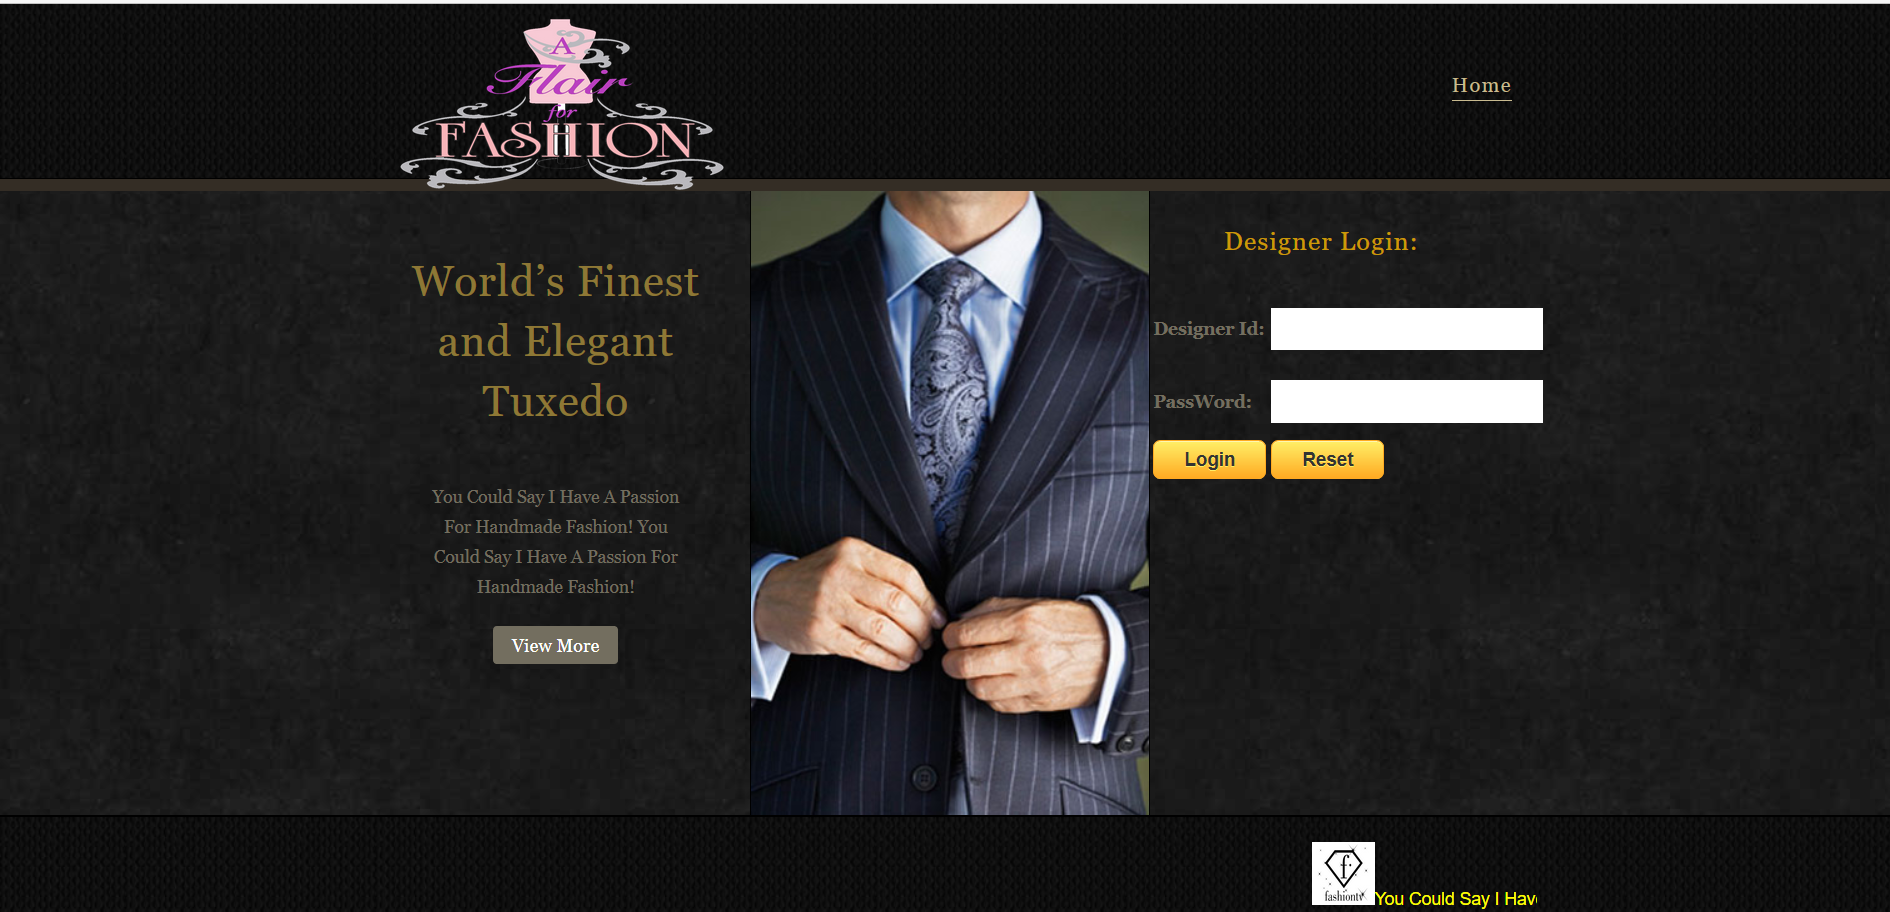 A
Flair
for
FASHION
Home
World’s Finest
and Elegant
Tuxedo
You Could Say I Have A Passion
For Handmade Fashion! You
Could Say I Have A Passion For
Handmade Fashion!
View More
Designer Login:
Designer Id:
PassWord:
Login
Reset
f
fashiontv
You Could Say I Hav